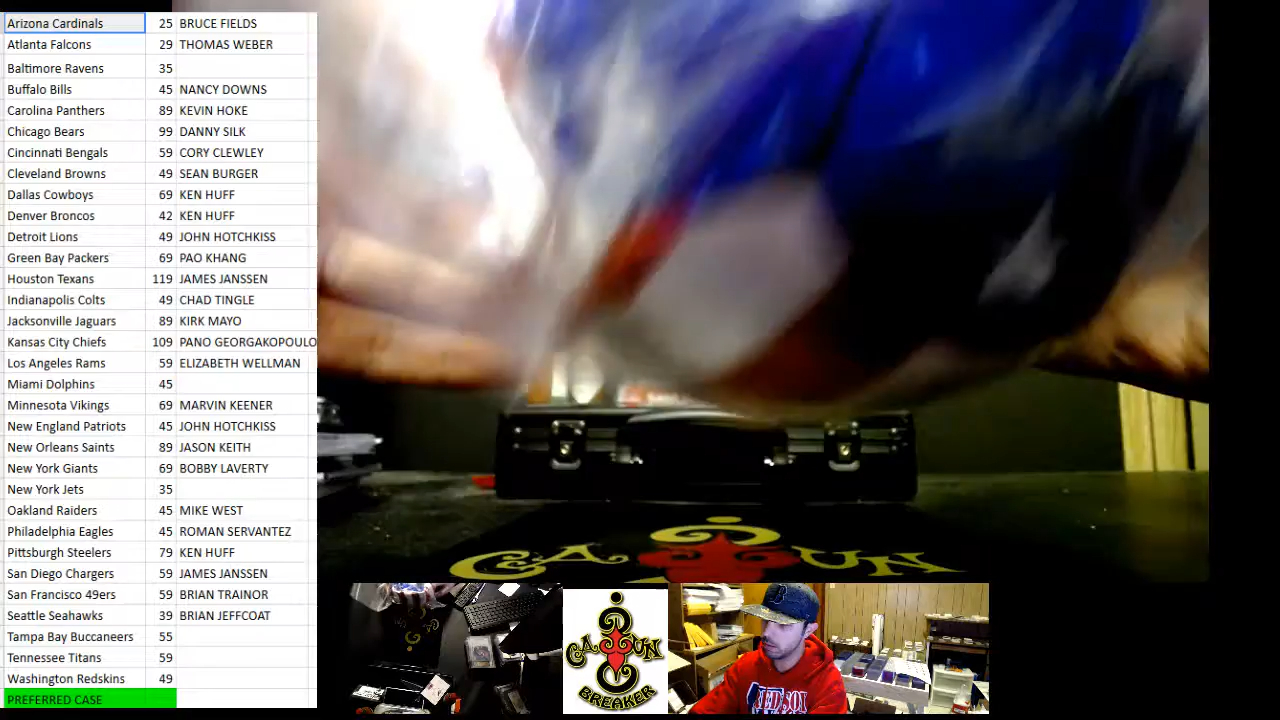 Arizona Cardinals 25 BRUCE FIELDS
Atlanta Falcons 29 THOMAS WEBER
Baltimore Ravens 35
Buffalo Bills 45 NANCY DOWNS
Carolina Panthers 89 KEVIN HOKE
Chicago Bears 99 DANNY SILK
Cincinnati Bengals 59 CORY CLEWLEY
Cleveland Browns 49 SEAN BURGER
Dallas Cowboys 69 KEN HUFF
Denver Broncos 42 KEN HUFF
Detroit Lions 49 JOHN HOTCHKISS
Green Bay Packers 69 PAO KHANG
Houston Texans 119 JAMES JANSSEN
Indianapolis Colts 49 CHAD TINGLE
Jacksonville Jaguars 89 KIRK MAYO
Kansas City Chiefs 109 PANO GEORGAKOPOULO
Los Angeles Rams 59 ELIZABETH WELLMAN
Miami Dolphins 45
Minnesota Vikings 69 MARVIN KEENER
New England Patriots 45 JOHN HOTCHKISS
New Orleans Saints 89 JASON KEITH
New York Giants 69 BOBBY LAVERTY
New York Jets 35
Oakland Raiders 45 MIKE WEST
Philadelphia Eagles 45 ROMAN SERVANTEZ
Pittsburgh Steelers 79 KEN HUFF
San Diego Chargers 59 JAMES JANSSEN
San Francisco 49ers 59 BRIAN TRAINOR
Seattle Seahawks 39 BRIAN JEFFCOAT
Tampa Bay Buccaneers 55
Tennessee Titans 59
Washington Redskins 49
PREFERRED CASE
CAJUN
CAJUN
BREAKER
RED SOX